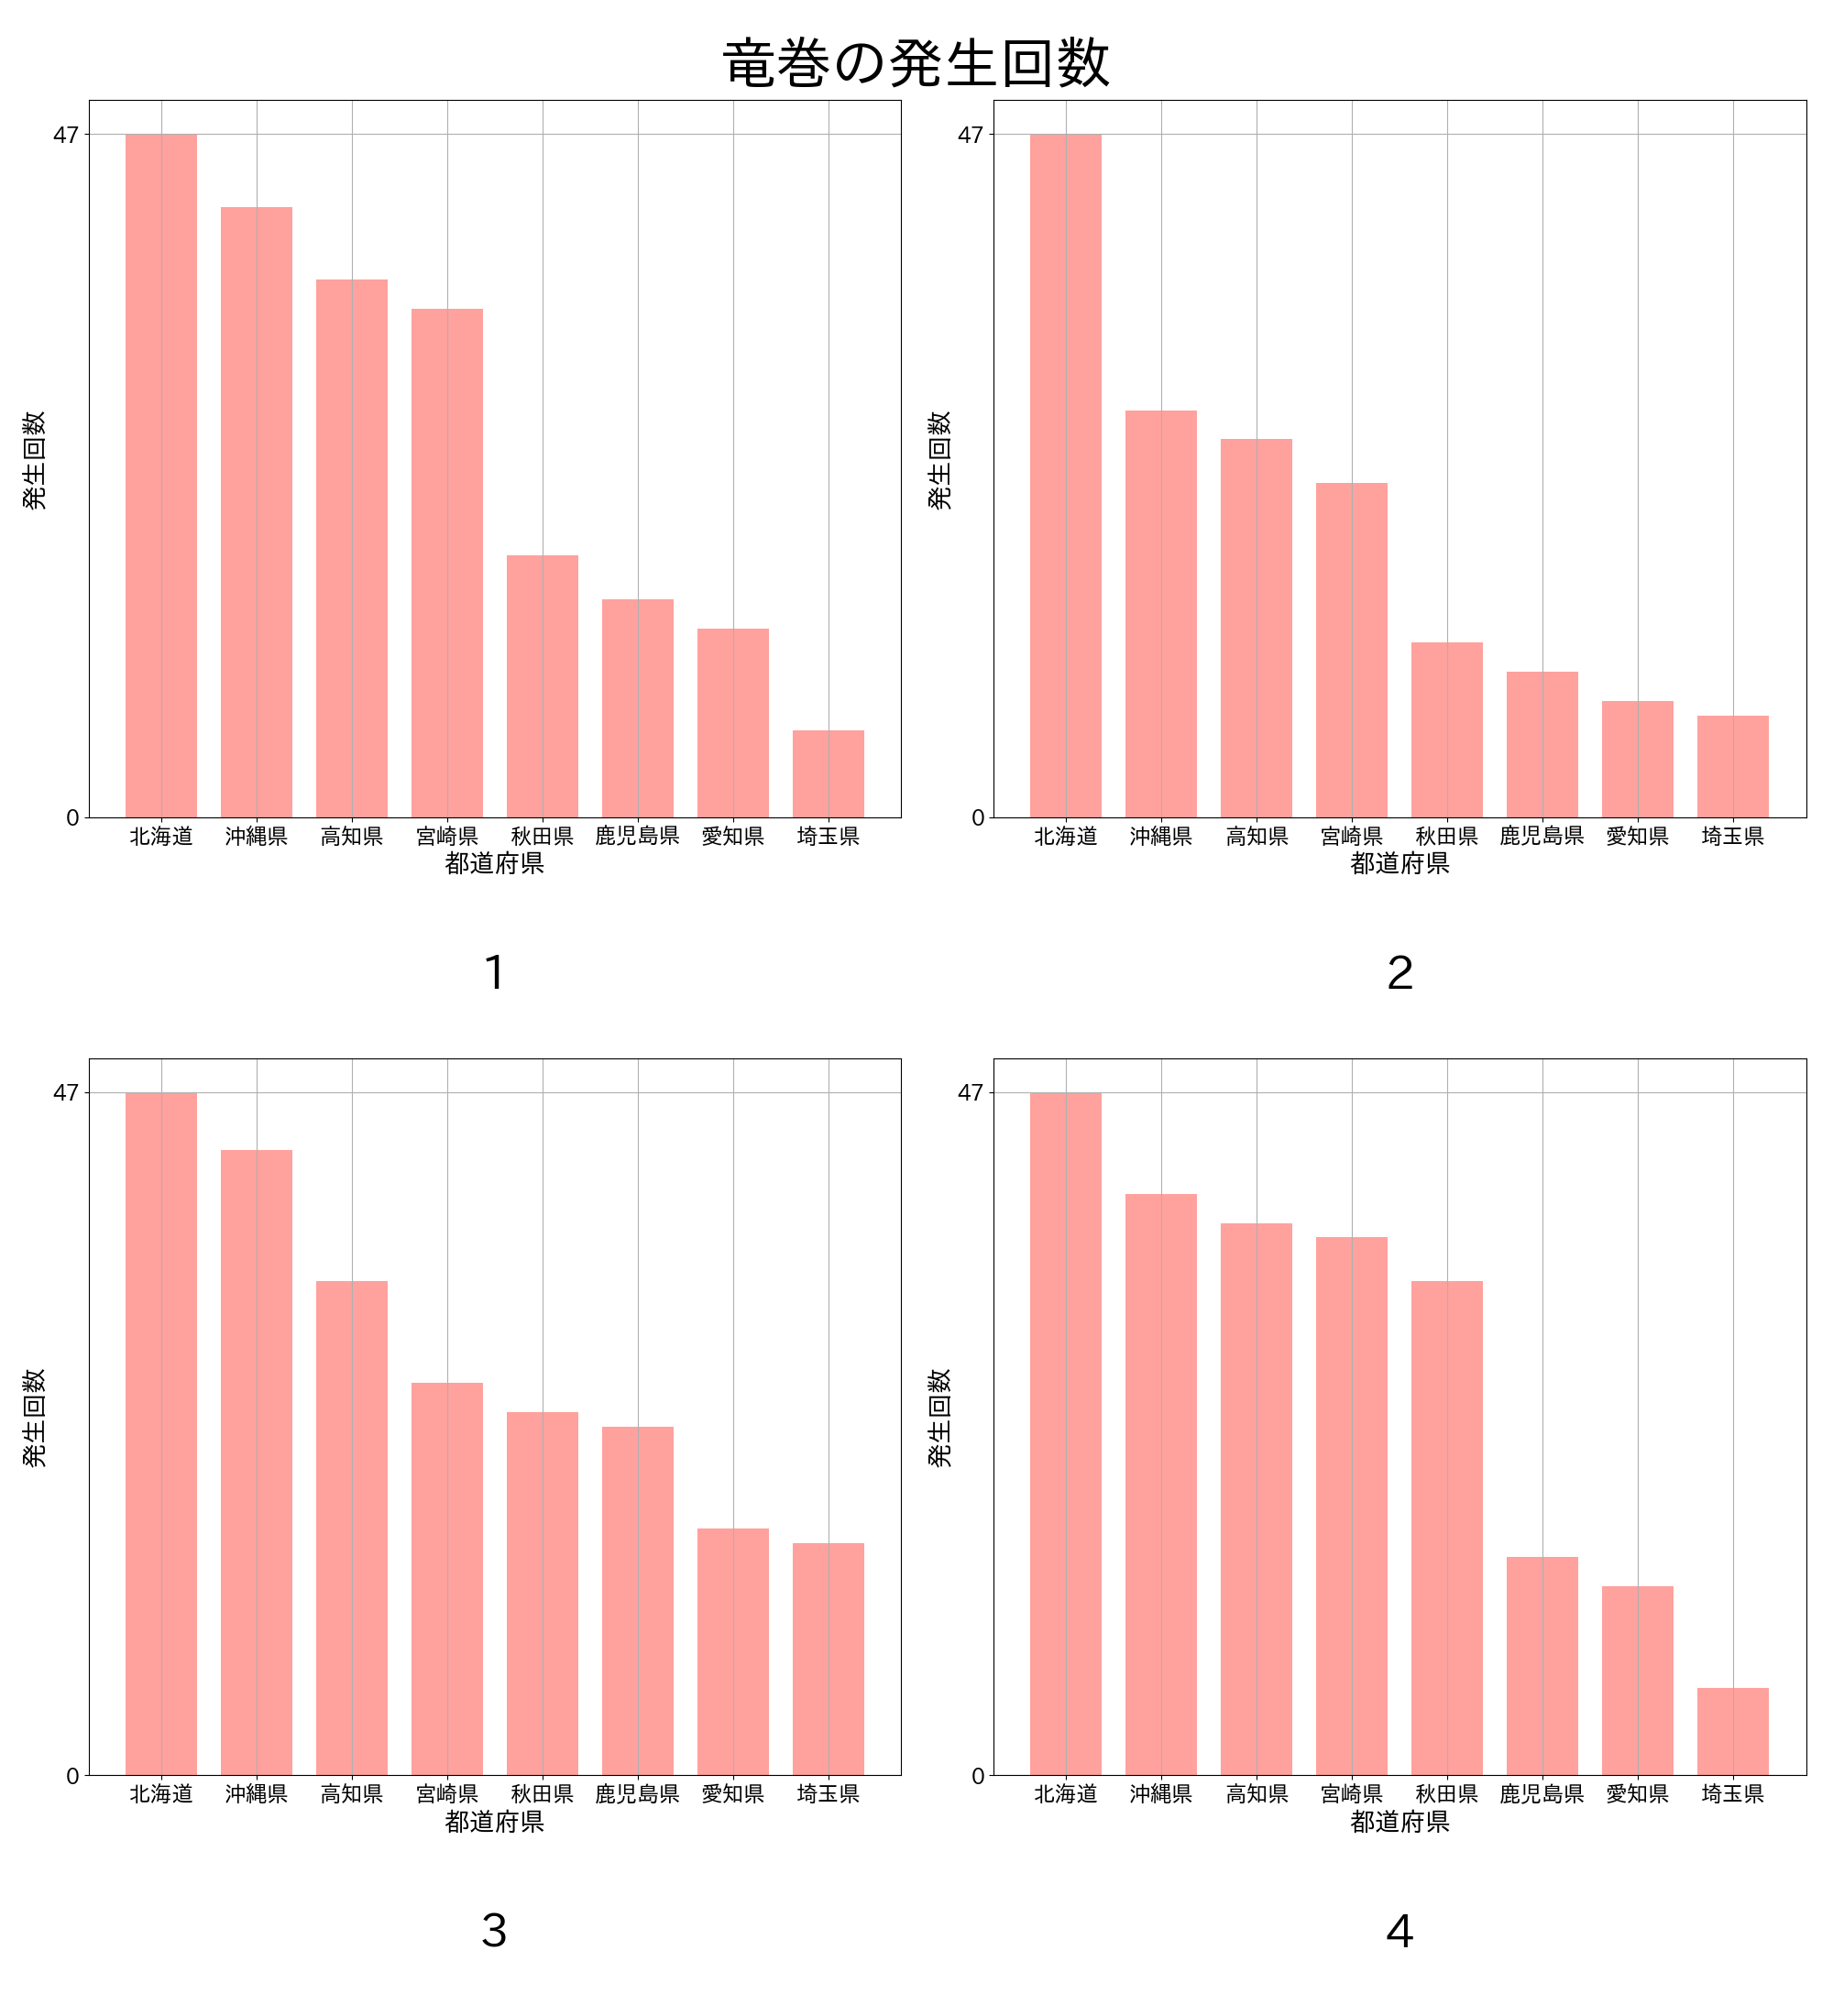 竜巻の発生回数
47
0
発生回数
北海道 沖縄県 高知県 宮崎県 秋田県 鹿児島県 愛知県 埼玉県
都道府県
1
47
0
発生回数
北海道 沖縄県 高知県 宮崎県 秋田県 鹿児島県 愛知県 埼玉県
都道府県
2
47
0
発生回数
北海道 沖縄県 高知県 宮崎県 秋田県 鹿児島県 愛知県 埼玉県
都道府県
3
47
0
発生回数
北海道 沖縄県 高知県 宮崎県 秋田県 鹿児島県 愛知県 埼玉県
都道府県
4